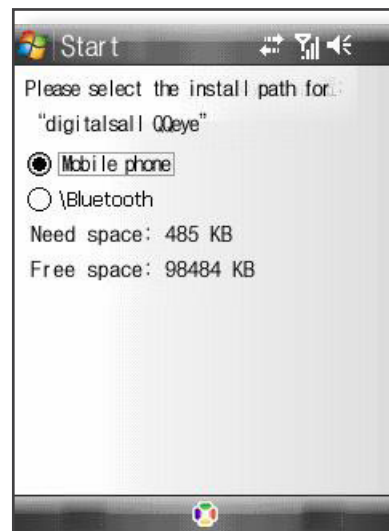 Start
Please select the install path for:
“digitalsall QQeye”
Mobile phone
\Bluetooth
Need space: 485 KB
Free space: 98484 KB